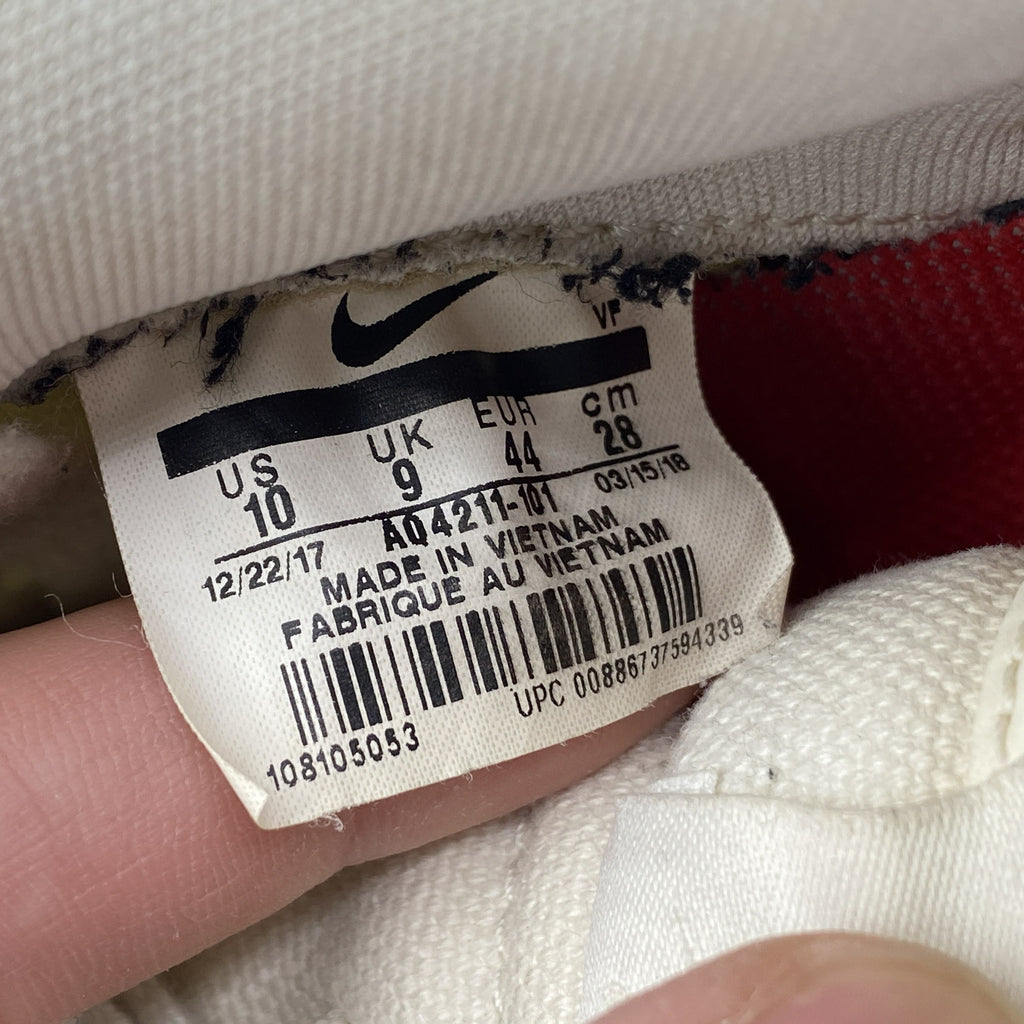 VF
US UK EUR cm
10 9 44 28
12/22/17 AQ4211-101 03/15/18
MADE IN VIETNAM
FABRIQUE AU VIETNAM
108105053 UPC 00886737594339